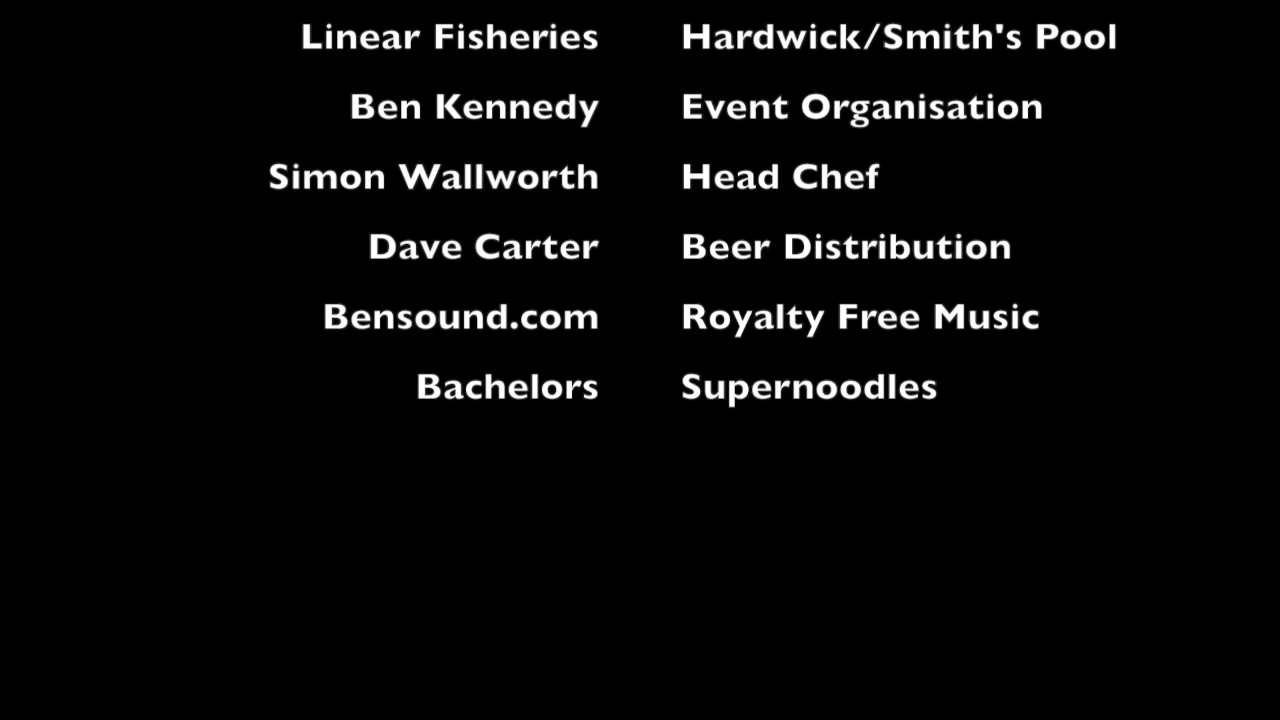 Linear Fisheries Hardwick/Smith's Pool
Ben Kennedy Event Organisation
Simon Wallworth Head Chef
Dave Carter Beer Distribution
Bensound.com Royalty Free Music
Bachelors Supernoodles